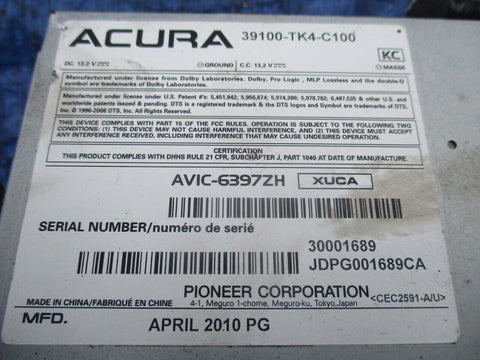 ACURA 39100-TK4-C100
DC. 13.2 V GROUND C.C. 13,2 V KC
Manufactured under license from Dolby Laboratories. Dolby, Pro Logic , MLP Lossless and the double-D
symbol are trademarks of Dolby Laboratories.
Manufactured under license under U.S. Patent #'s: 5,451,942; 5,956,674; 5,974,380; 5,978,762; 6,487,535 & other U.S. and
worldwide patents issued & pending. DTS is a registered trademark & the DTS logos and Symbol are trademarks of DTS,
Inc. © 1996-2008 DTS, Inc. All Rights Reserved.
THIS DEVICE COMPLIES WITH PART 15 OF THE FCC RULES. OPERATION IS SUBJECT TO THE FOLLOWING TWO
CONDITIONS: (1) THIS DEVICE MAY NOT CAUSE HARMFUL INTERFERENCE, AND (2) THIS DEVICE MUST
ACCEPT ANY INTERFERENCE RECEIVED, INCLUDING INTERFERENCE THAT MAY CAUSE UNDESIRED OPERATION.
CERTIFICATION
THIS PRODUCT COMPLIES WITH DHHS RULE 21 CFR, SUBCHAPTER J, PART 1040 AT DATE OF MANUFACTURE.
AVIC-6397ZH XUCA
SERIAL NUMBER/numéro de serié
30001689
JDPG001689CA
PIONEER CORPORATION
4-1, Meguro 1-chome, Meguro-ku, Tokyo,Japan
MADE IN CHINA/FABRIQUÉ EN CHINE <CEC2591-A/U>
MFD. APRIL 2010 PG